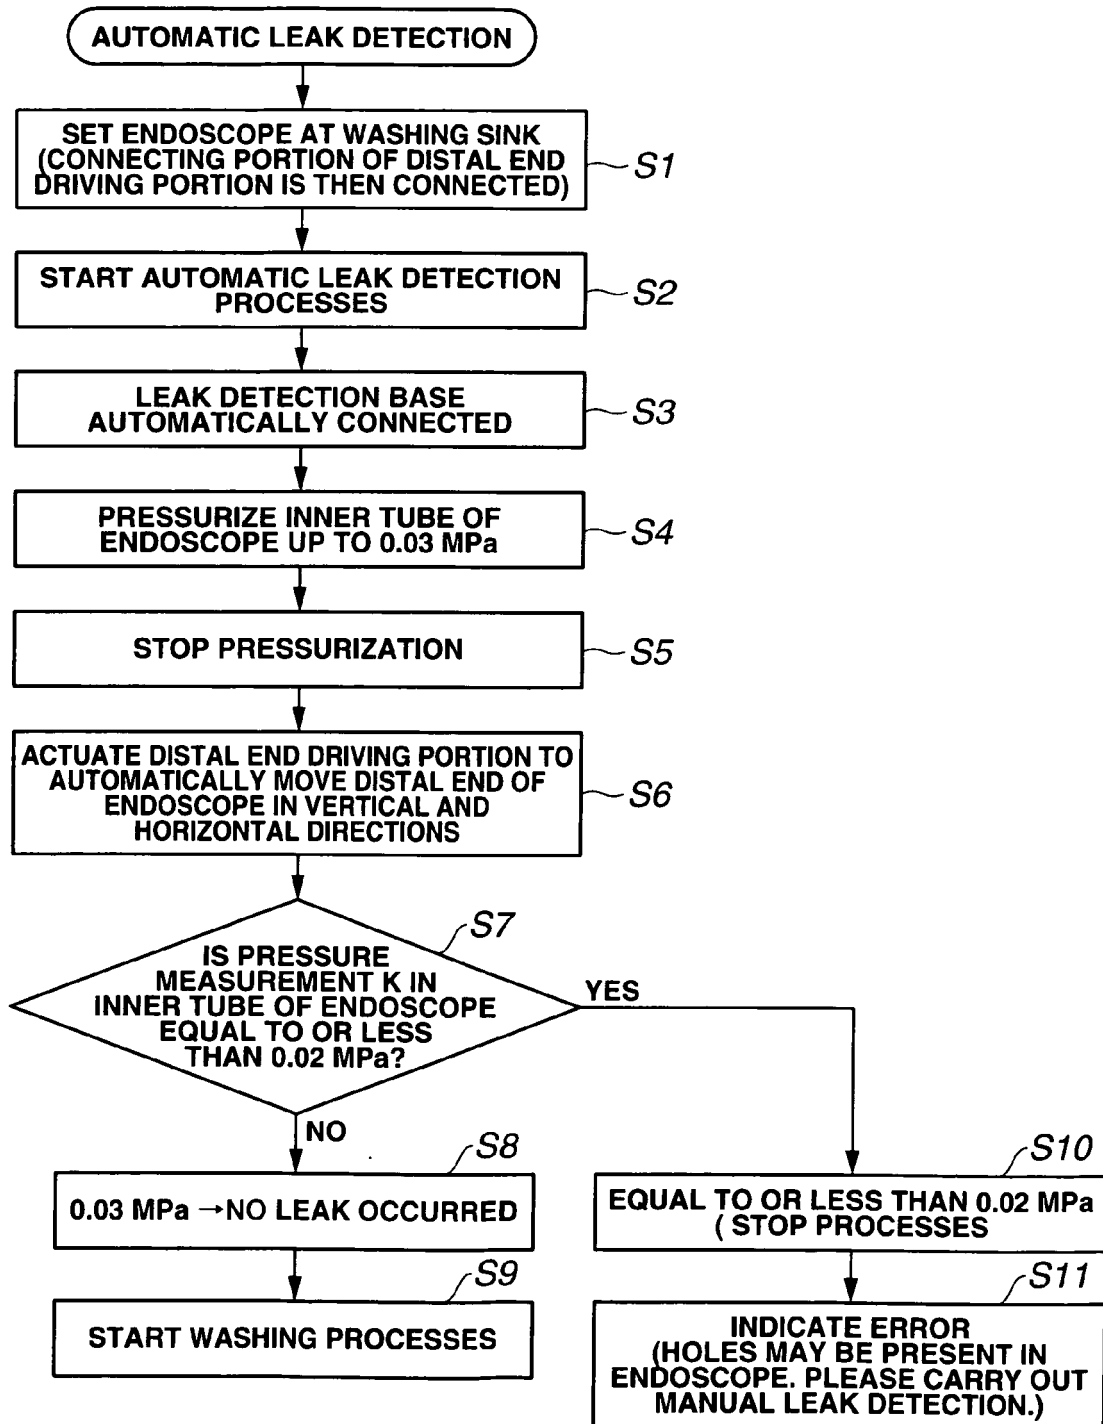 AUTOMATIC LEAK DETECTION
SET ENDOSCOPE AT WASHING SINK
(CONNECTING PORTION OF DISTAL END
DRIVING PORTION IS THEN CONNECTED)
S1
START AUTOMATIC LEAK DETECTION
PROCESSES
S2
LEAK DETECTION BASE
AUTOMATICALLY CONNECTED
S3
PRESSURIZE INNER TUBE OF
ENDOSCOPE UP TO 0.03 MPa
S4
STOP PRESSURIZATION
S5
ACTUATE DISTAL END DRIVING PORTION TO
AUTOMATICALLY MOVE DISTAL END OF
ENDOSCOPE IN VERTICAL AND
HORIZONTAL DIRECTIONS
S6
S7
IS PRESSURE
MEASUREMENT K IN
INNER TUBE OF ENDOSCOPE
EQUAL TO OR LESS
THAN 0.02 MPa?
YES
NO
S8
0.03 MPa →NO LEAK OCCURRED
S9
START WASHING PROCESSES
S10
EQUAL TO OR LESS THAN 0.02 MPa
( STOP PROCESSES
S11
INDICATE ERROR
(HOLES MAY BE PRESENT IN
ENDOSCOPE. PLEASE CARRY OUT
MANUAL LEAK DETECTION.)